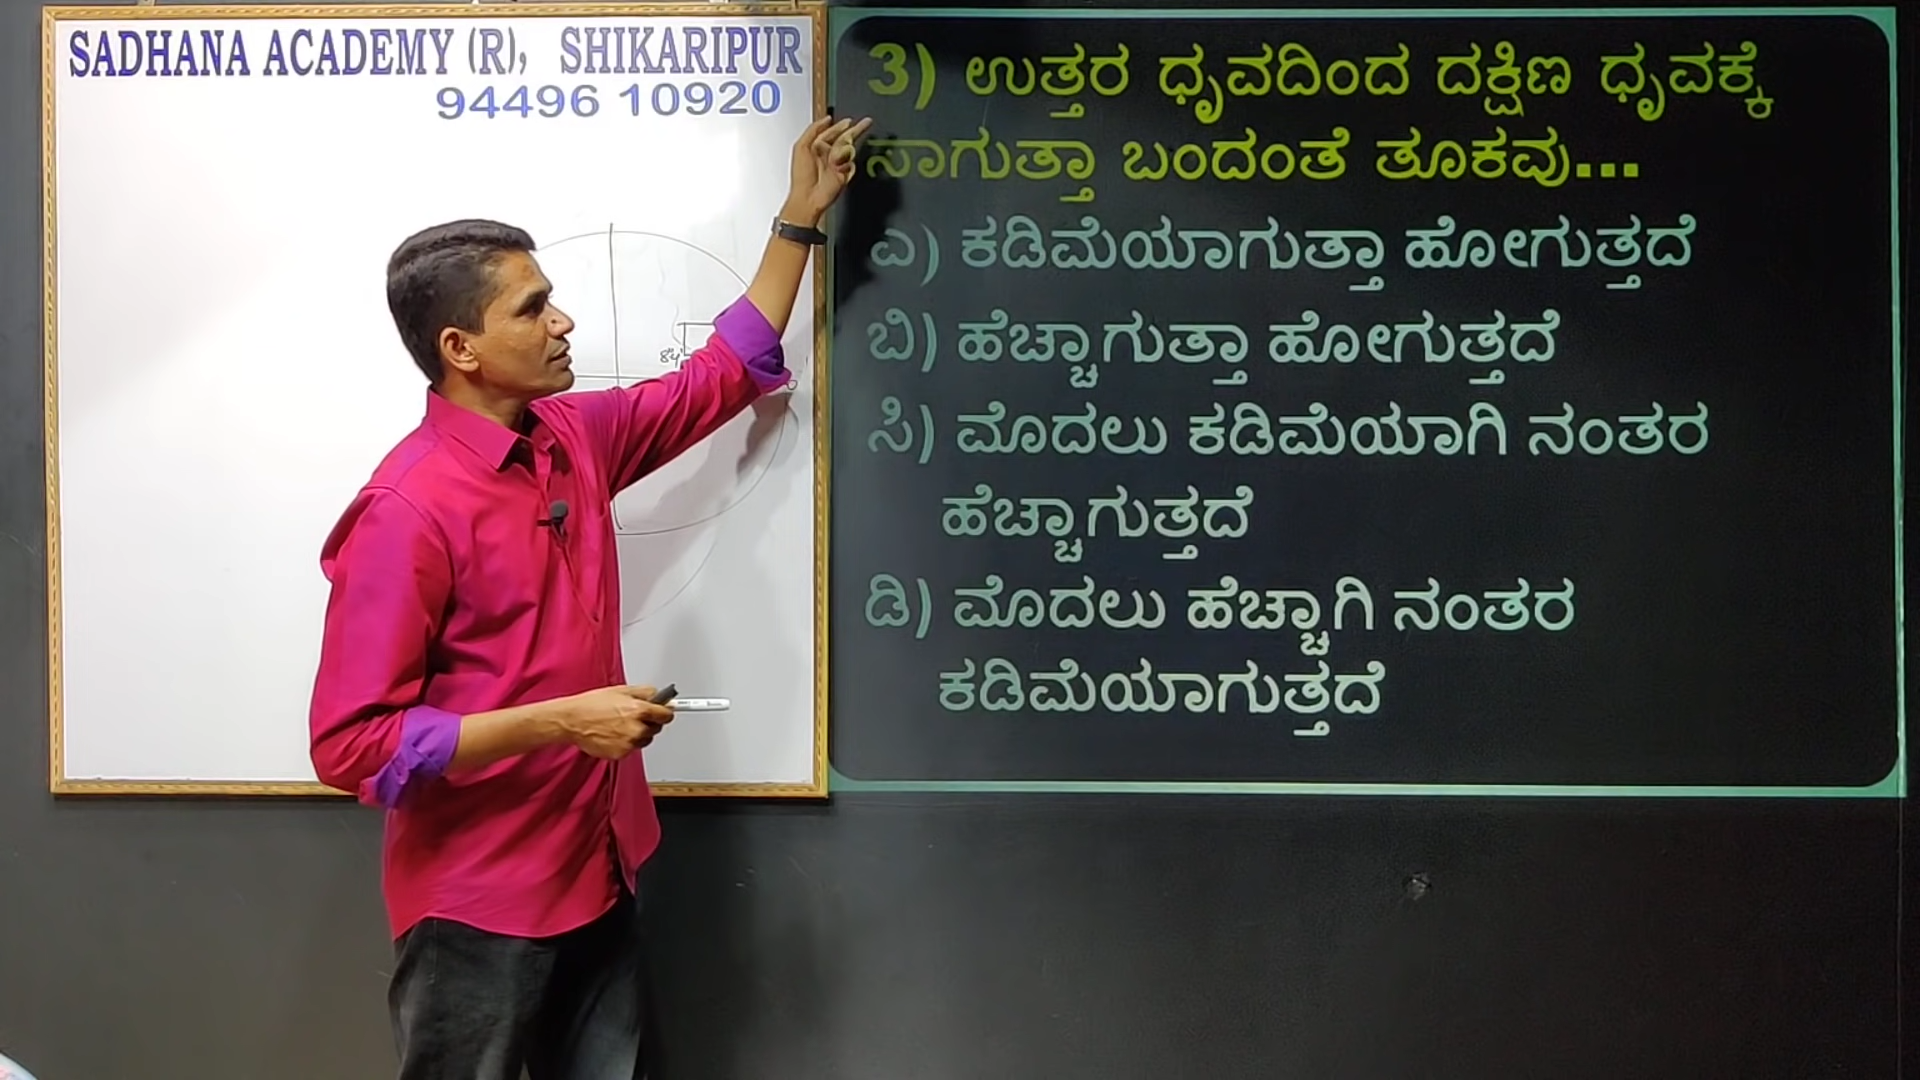 SADHANA ACADEMY (R), SHIKARIPUR
94496 10920
3) ಉತ್ತರ ಧೃವದಿಂದ ದಕ್ಷಿಣ ಧೃವಕ್ಕೆ
ಸಾಗುತ್ತಾ ಬಂದಂತೆ ತೂಕವು...
ಎ) ಕಡಿಮೆಯಾಗುತ್ತಾ ಹೋಗುತ್ತದೆ
ಬಿ) ಹೆಚ್ಚಾಗುತ್ತಾ ಹೋಗುತ್ತದೆ
ಸಿ) ಮೊದಲು ಕಡಿಮೆಯಾಗಿ ನಂತರ
ಹೆಚ್ಚಾಗುತ್ತದೆ
ಡಿ) ಮೊದಲು ಹೆಚ್ಚಾಗಿ ನಂತರ
ಕಡಿಮೆಯಾಗುತ್ತದೆ